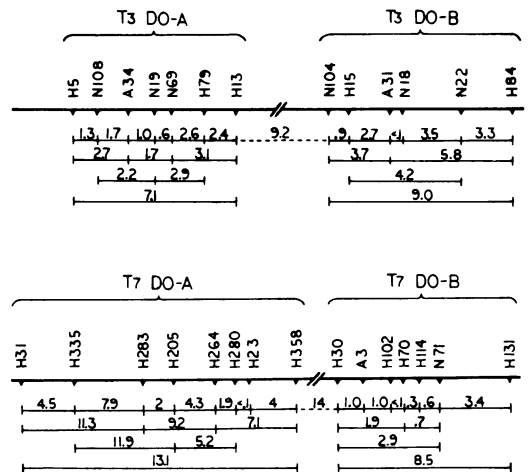 T3 DO-A T3 DO-B
H5 N108 A34 N19 N69 H79 H13 N104 H15 A31 N18 N22 H84
1.3 1.7 1.0 .6 2.6 2.4 9.2 .9 2.7 <.1 3.5 3.3
2.7 1.7 3.1 3.7 5.8
2.2 2.9 4.2
7.1 9.0
T7 DO-A T7 DO-B
H31 H335 H283 H205 H264 H280 H23 H358 H30 A3 H102 H70 H114 N71 H131
4.5 7.9 2 4.3 1.9 <.1 4 14 1.0 1.0 <.1 .3 .6 3.4
11.3 9.2 7.1 1.9 .7
11.9 5.2 2.9
13.1 8.5